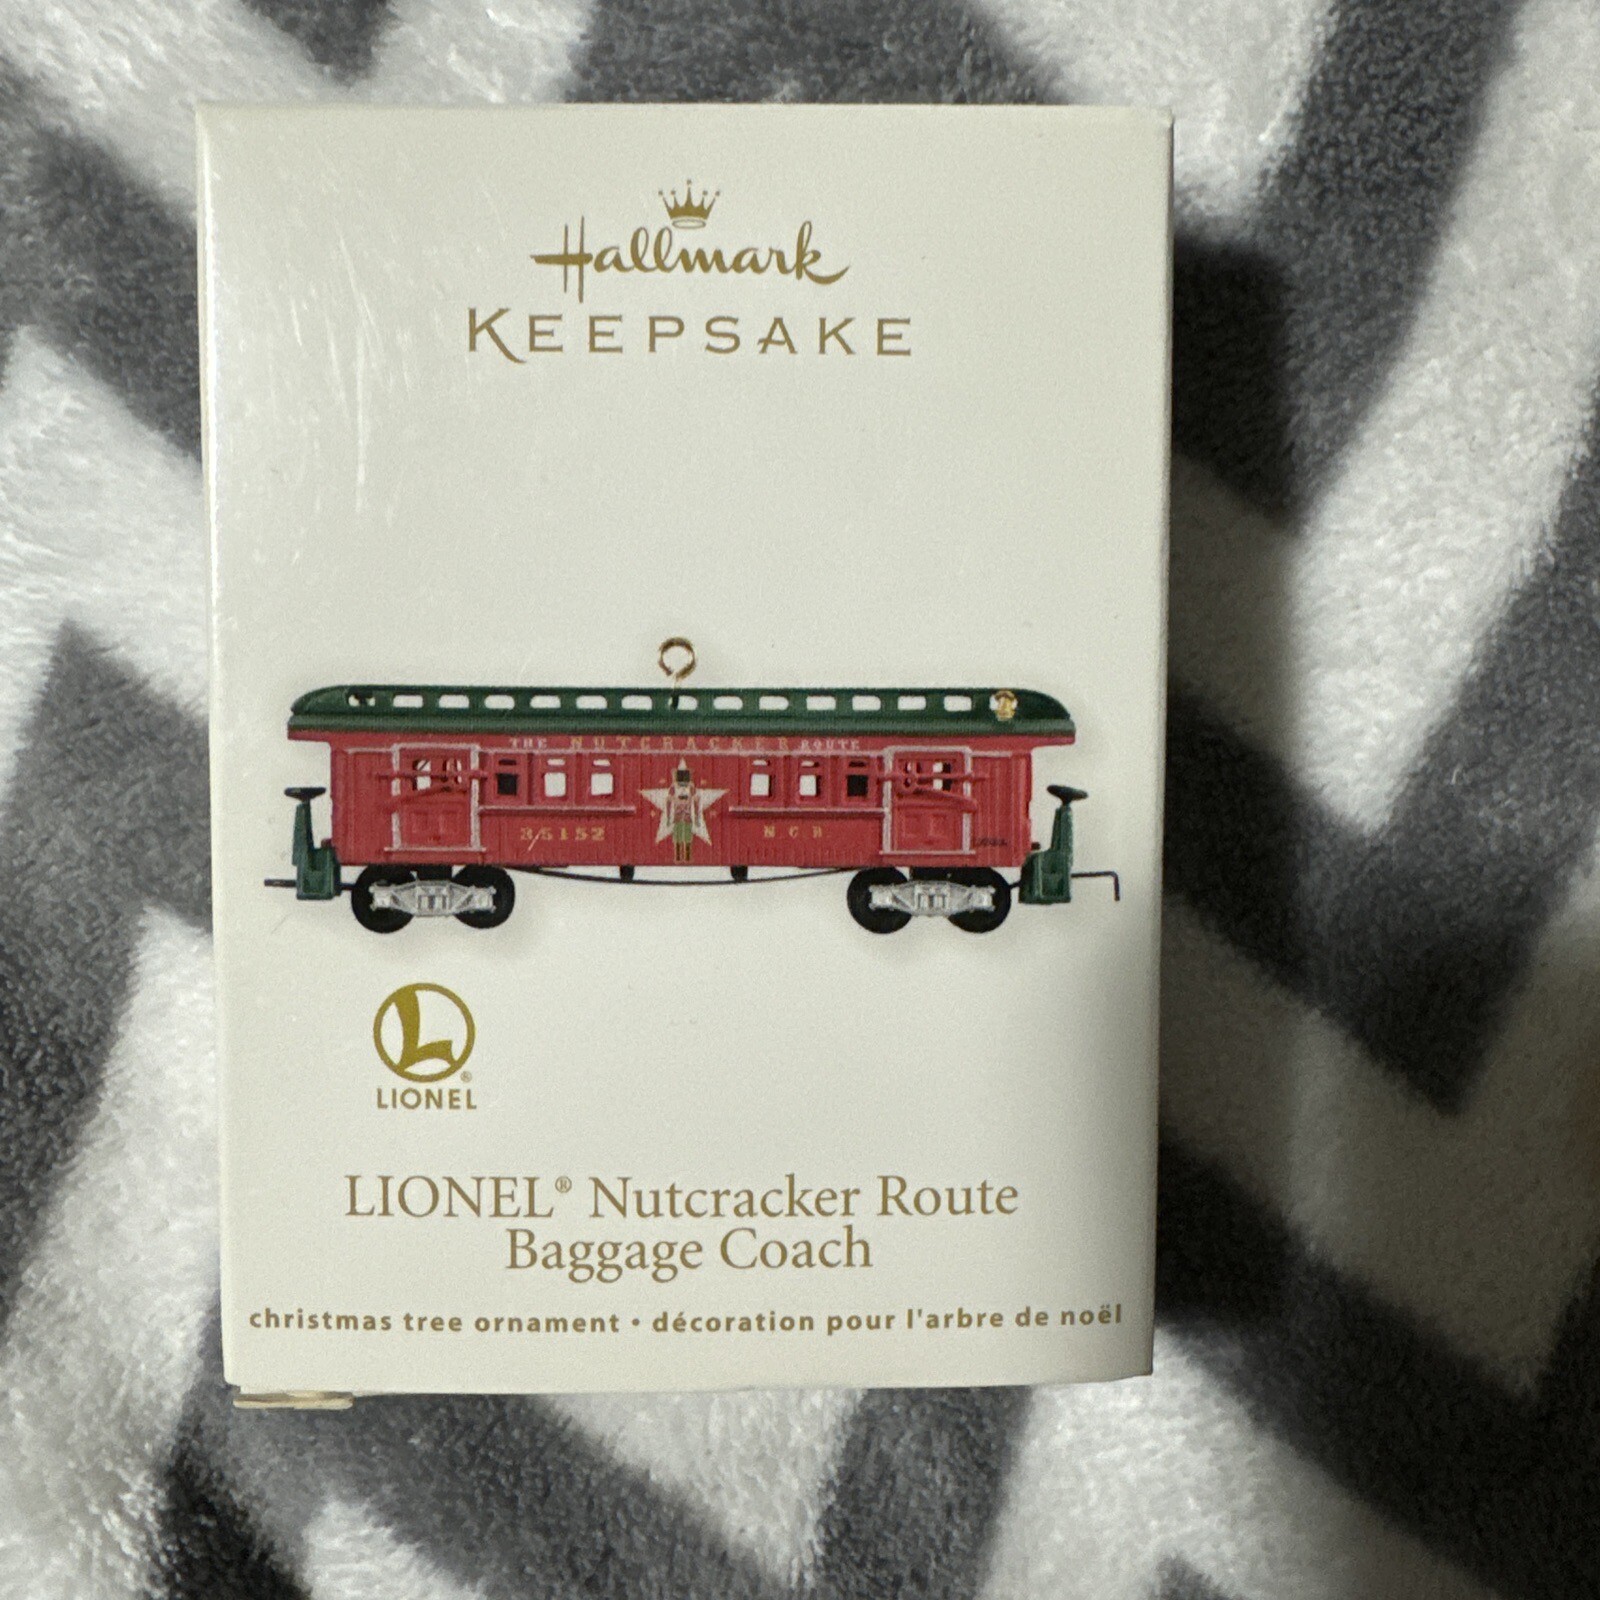 Hallmark
KEEPSAKE
THE NUTCRACKER ROUTE
35152
N C R
L
®
LIONEL
LIONEL® Nutcracker Route
Baggage Coach
christmas tree ornament • décoration pour l'arbre de noël